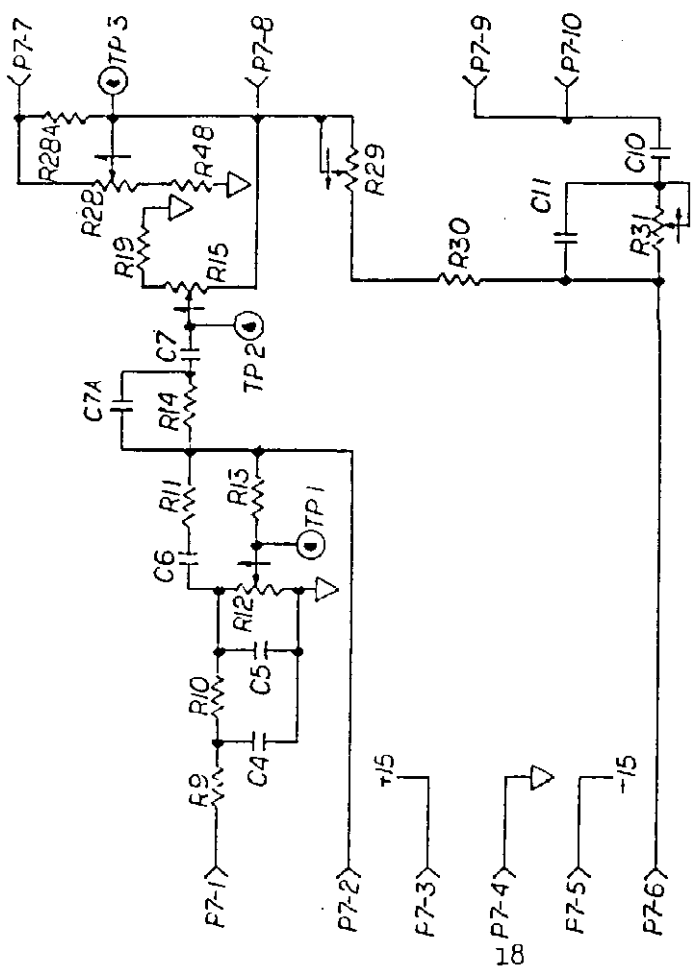 P7-7
TP3
P7-8
P7-9
P7-10
R28A
R28
R48
R19
R15
R29
C10
C11
R31
R30
C7
TP2
C7A
R14
R11
R13
C6
TP1
R12
R10
C5
R9
C4
+15
-15
P7-1
P7-2
P7-3
P7-4
P7-5
P7-6
18